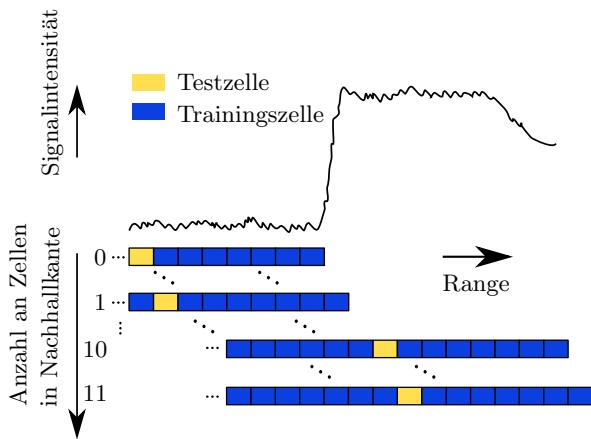 Signalintensität
Testzelle
Trainingszelle
Anzahl an Zellen
in Nachhallkante
0
1
10
11
Range